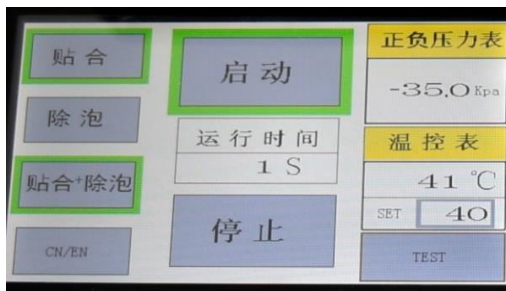 贴合
除泡
贴合+除泡
CN/EN
启动
运行时间
1 S
停止
正负压力表
-35.0 Kpa
温控表
41 ℃
SET 40
TEST